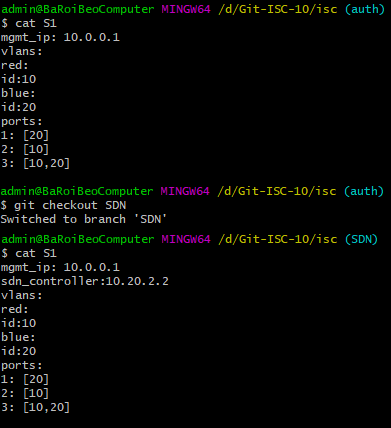 admin@BaRoiBeoComputer MINGW64 /d/Git-ISC-10/isc (auth)
$ cat S1
mgmt_ip: 10.0.0.1
vlans:
red:
id:10
blue:
id:20
ports:
1: [20]
2: [10]
3: [10,20]
admin@BaRoiBeoComputer MINGW64 /d/Git-ISC-10/isc (auth)
$ git checkout SDN
Switched to branch 'SDN'
admin@BaRoiBeoComputer MINGW64 /d/Git-ISC-10/isc (SDN)
$ cat S1
mgmt_ip: 10.0.0.1
sdn_controller:10.20.2.2
vlans:
red:
id:10
blue:
id:20
ports:
1: [20]
2: [10]
3: [10,20]